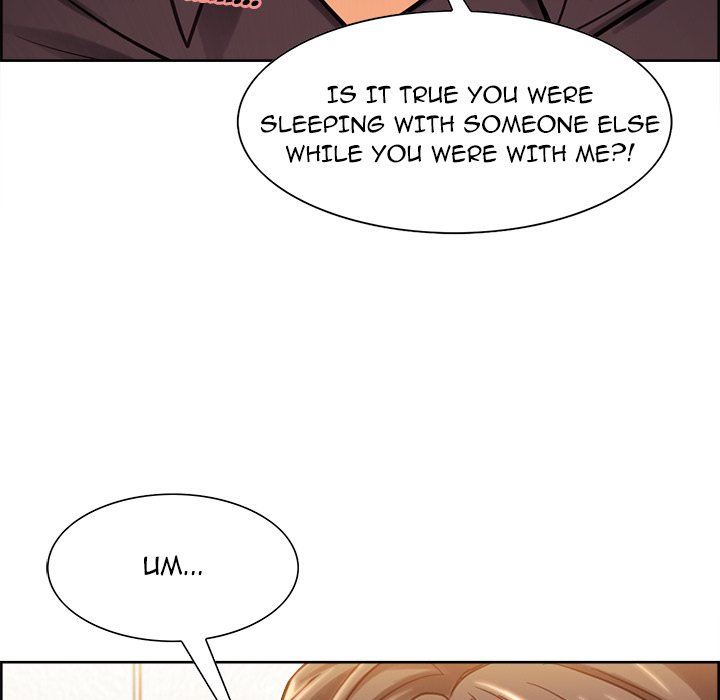 IS IT TRUE YOU WERE
SLEEPING WITH SOMEONE ELSE
WHILE YOU WERE WITH ME?!
UM...